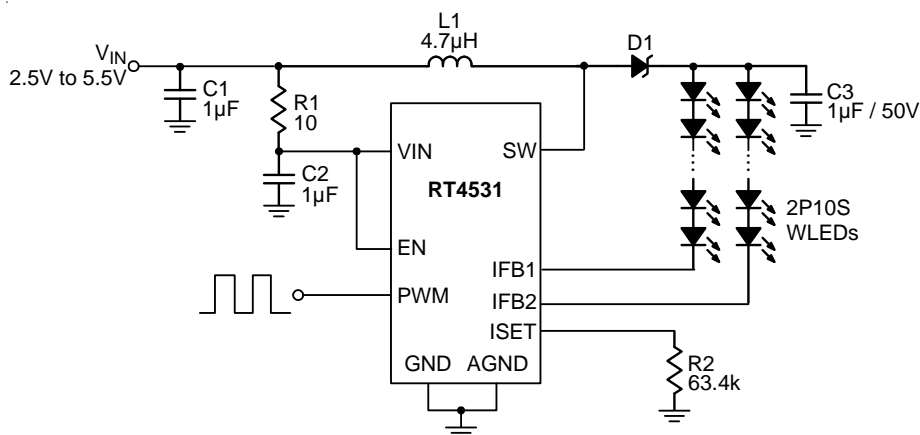 L1
4.7µH
D1
VIN
2.5V to 5.5V
C1
1µF
R1
10
C3
1µF / 50V
VIN
SW
C2
1µF
RT4531
2P10S
WLEDs
EN
IFB1
PWM
IFB2
ISET
GND
AGND
R2
63.4k